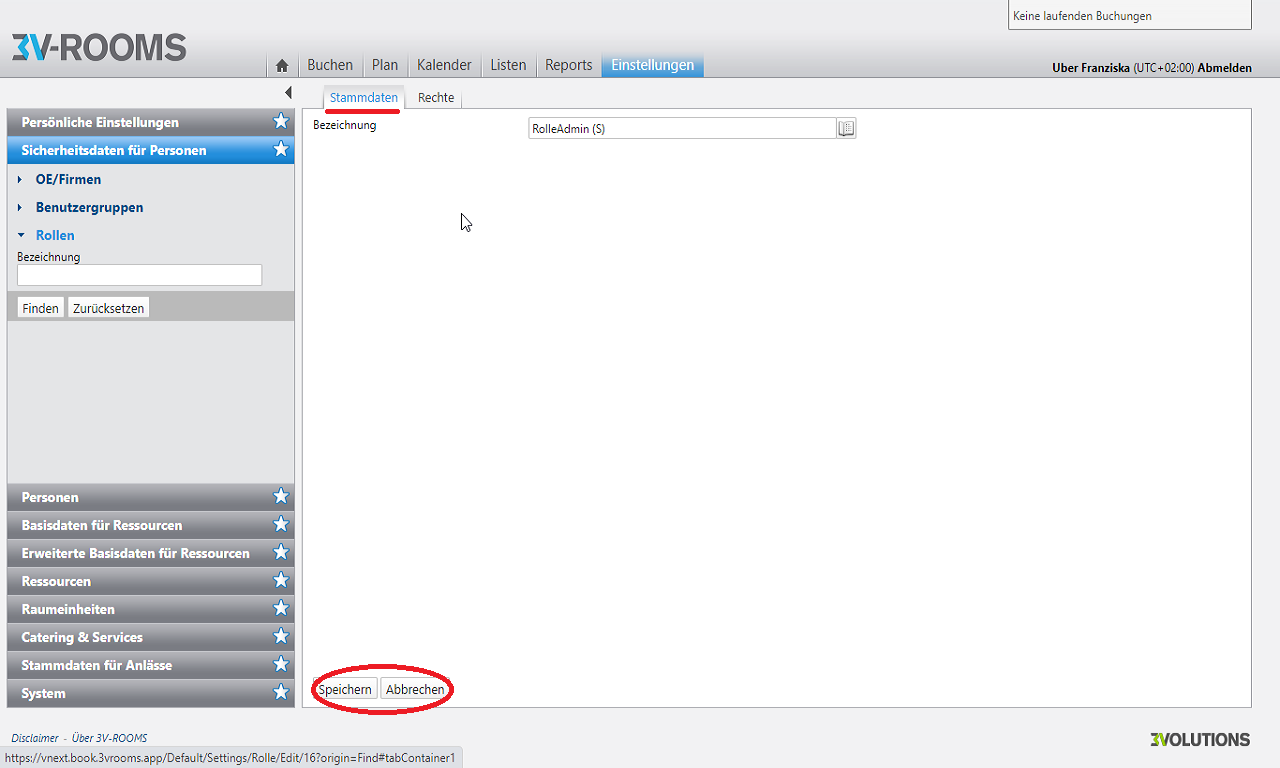 Keine laufenden Buchungen
3V-ROOMS
Buchen Plan Kalender Listen Reports Einstellungen
Uber Franziska (UTC+02:00) Abmelden
Stammdaten Rechte
Persönliche Einstellungen
Bezeichnung RolleAdmin (S)
Sicherheitsdaten für Personen
OE/Firmen
Benutzergruppen
Rollen
Bezeichnung
Finden Zurücksetzen
Personen
Basisdaten für Ressourcen
Erweiterte Basisdaten für Ressourcen
Ressourcen
Raumeinheiten
Catering & Services
Stammdaten für Anlässe
System
Speichern Abbrechen
Disclaimer - Über 3V-ROOMS
3VOLUTIONS
https://vnext.book.3vrooms.app/Default/Settings/Rolle/Edit/16?origin=Find#tabContainer1